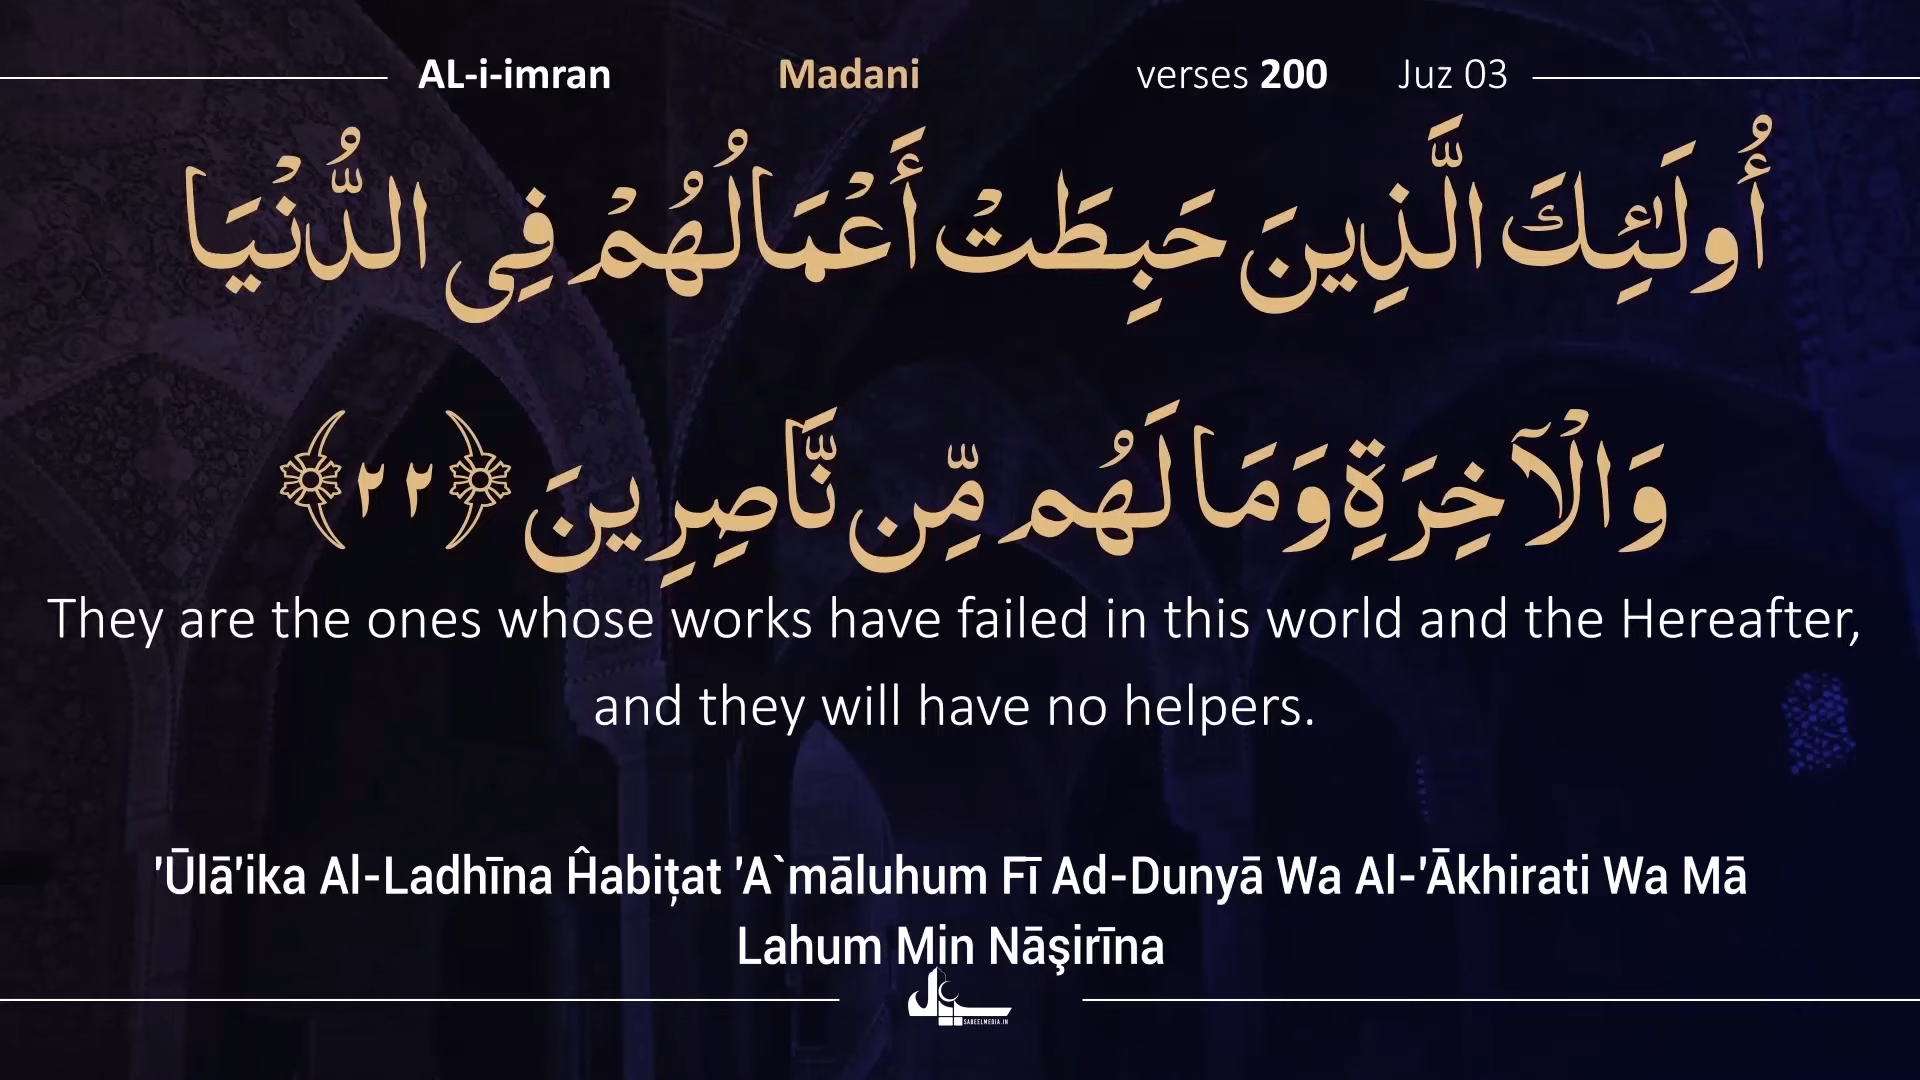 AL-i-imran Madani verses 200 Juz 03
أُولَٰئِكَ الَّذِينَ حَبِطَتْ أَعْمَالُهُمْ فِي الدُّنْيَا
وَالْآخِرَةِ وَمَا لَهُم مِّن نَّاصِرِينَ ﴿٢٢﴾
They are the ones whose works have failed in this world and the Hereafter,
and they will have no helpers.
'Ūlā'ika Al-Ladhīna Ĥabiţat 'A`māluhum Fī Ad-Dunyā Wa Al-'Ākhirati Wa Mā
Lahum Min Nāşirīna
SABEELMEDIA.IN